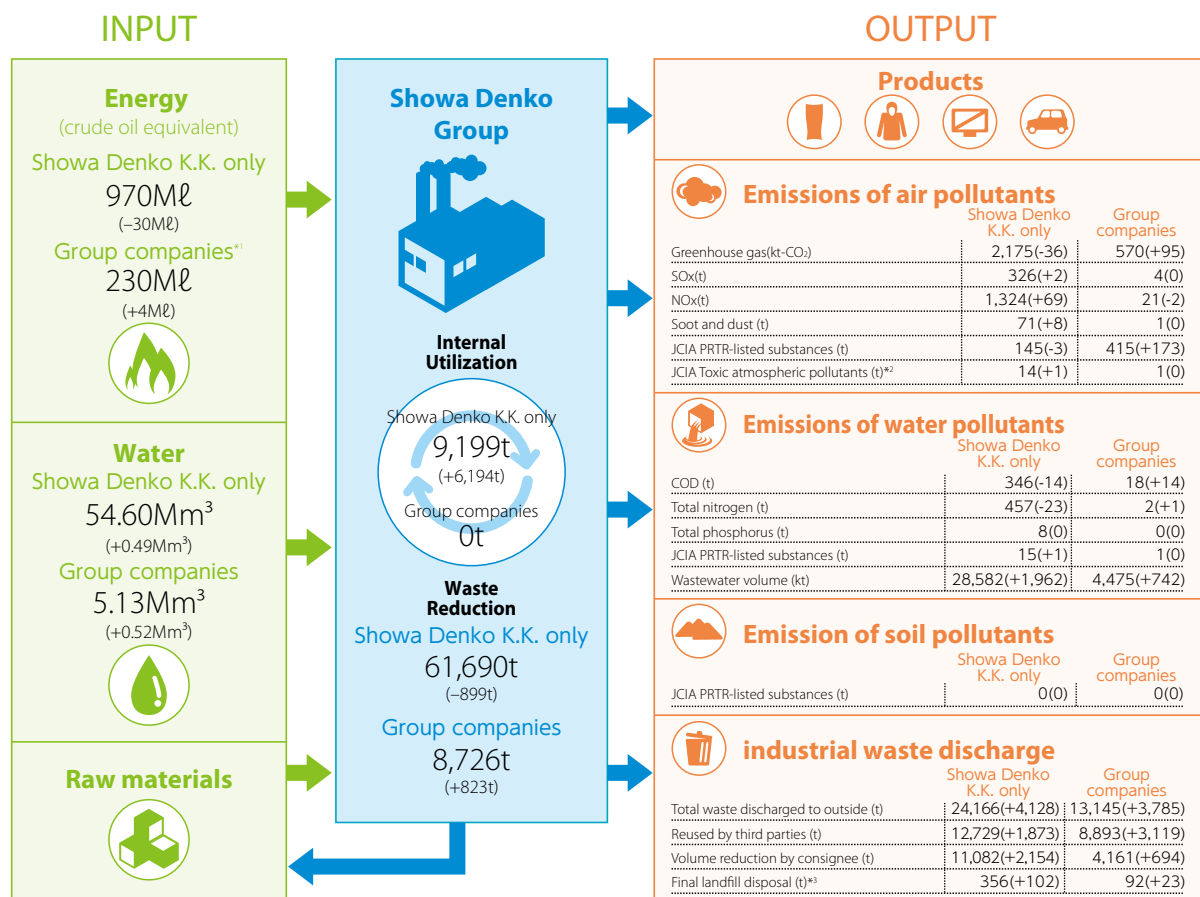 INPUT
Energy
(crude oil equivalent)
Showa Denko K.K. only
970Mℓ
(–30Mℓ)
Group companies*1
230Mℓ
(+4Mℓ)
Water
Showa Denko K.K. only
54.60Mm³
(+0.49Mm³)
Group companies
5.13Mm³
(+0.52Mm³)
Raw materials
Showa Denko
Group
Internal
Utilization
Showa Denko K.K. only
9,199t
(+6,194t)
Group companies
0t
Waste
Reduction
Showa Denko K.K. only
61,690t
(–899t)
Group companies
8,726t
(+823t)
OUTPUT
Products
Emissions of air pollutants
Showa Denko K.K. only Group companies
Greenhouse gas(kt-CO₂) 2,175(-36) 570(+95)
SOx(t) 326(+2) 4(0)
NOx(t) 1,324(+69) 21(-2)
Soot and dust (t) 71(+8) 1(0)
JCIA PRTR-listed substances (t) 145(-3) 415(+173)
JCIA Toxic atmospheric pollutants (t)*2 14(+1) 1(0)
Emissions of water pollutants
Showa Denko K.K. only Group companies
COD (t) 346(-14) 18(+14)
Total nitrogen (t) 457(-23) 2(+1)
Total phosphorus (t) 8(0) 0(0)
JCIA PRTR-listed substances (t) 15(+1) 1(0)
Wastewater volume (kt) 28,582(+1,962) 4,475(+742)
Emission of soil pollutants
Showa Denko K.K. only Group companies
JCIA PRTR-listed substances (t) 0(0) 0(0)
industrial waste discharge
Showa Denko K.K. only Group companies
Total waste discharged to outside (t) 24,166(+4,128) 13,145(+3,785)
Reused by third parties (t) 12,729(+1,873) 8,893(+3,119)
Volume reduction by consignee (t) 11,082(+2,154) 4,161(+694)
Final landfill disposal (t)*3 356(+102) 92(+23)